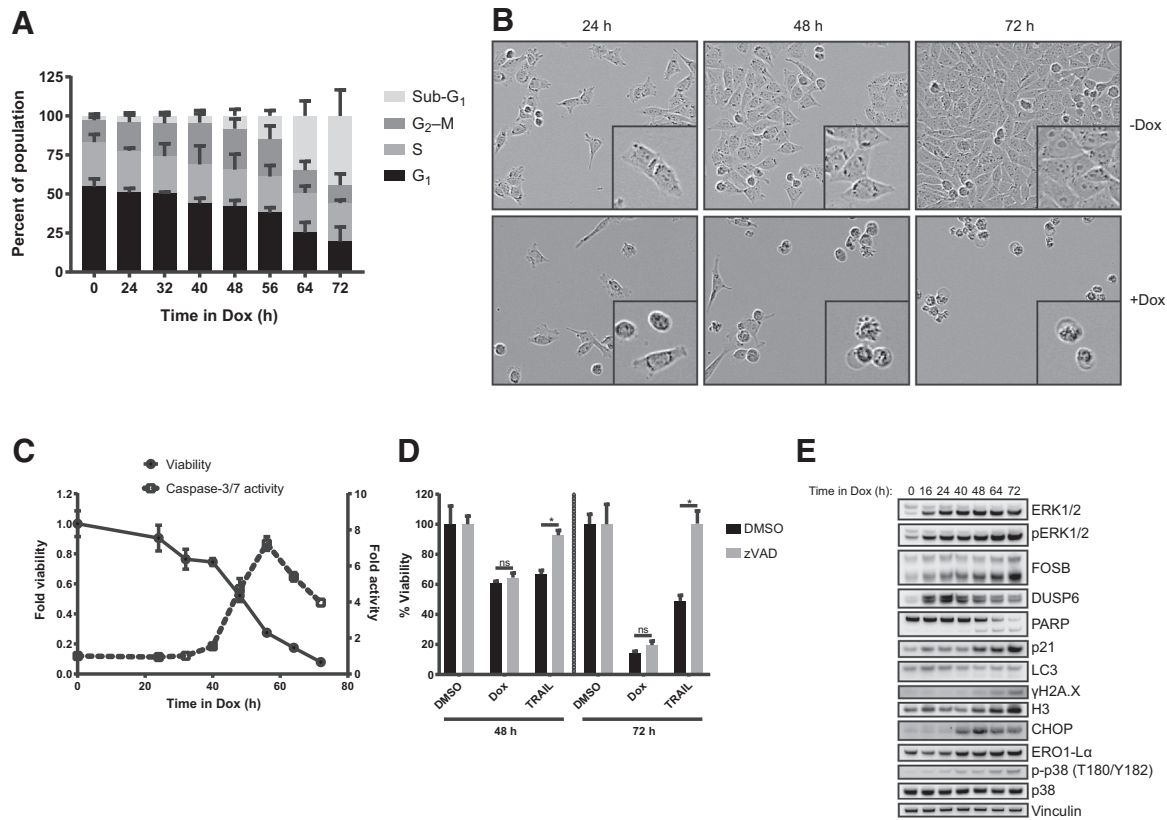 A
125
100
75
50
25
0
Percent of population
0 24 32 40 48 56 64 72
Time in Dox (h)
Sub-G1
G2–M
S
G1
B
24 h 48 h 72 h
-Dox
+Dox
C
Viability
Caspase-3/7 activity
1.2
1.0
0.8
0.6
0.4
0.2
0.0
Fold viability
10
8
6
4
2
0
Fold activity
0 20 40 60 80
Time in Dox (h)
D
120
100
80
60
40
20
0
% Viability
ns * ns *
DMSO Dox TRAIL DMSO Dox TRAIL
48 h 72 h
DMSO
zVAD
E
Time in Dox (h): 0 16 24 40 48 64 72
ERK1/2
pERK1/2
FOSB
DUSP6
PARP
p21
LC3
γH2A.X
H3
CHOP
ERO1-Lα
p-p38 (T180/Y182)
p38
Vinculin